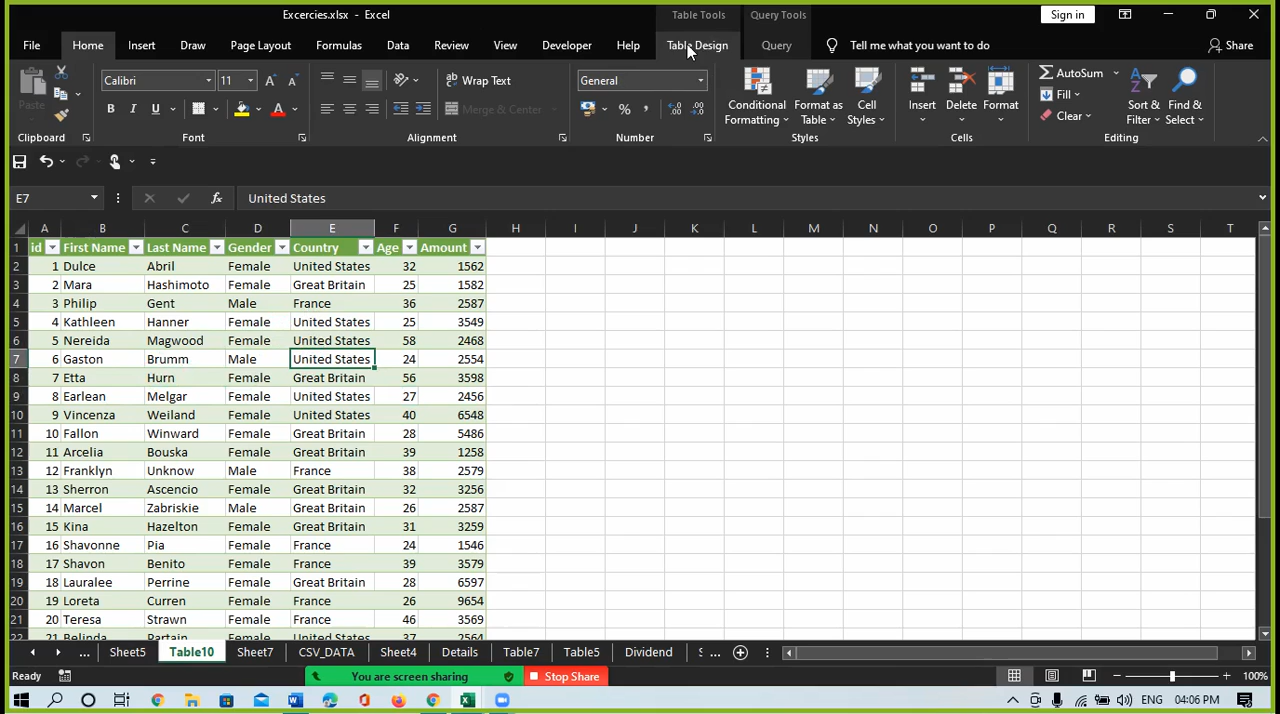 Excercies.xlsx - Excel
Table Tools
Query Tools
Sign in
File Home Insert Draw Page Layout Formulas Data Review View Developer Help Table Design Query Tell me what you want to do Share
Paste
Clipboard
Calibri 11
B I U A
Font
ab Wrap Text
Merge & Center
Alignment
General
% ,
Number
Conditional Formatting
Format as Table
Cell Styles
Styles
Insert Delete Format
Cells
AutoSum
Fill
Clear
Sort & Filter
Find & Select
Editing
E7 fx United States
A B C D E F G H I J K L M N O P Q R S T
1 id First Name Last Name Gender Country Age Amount
2 1 Dulce Abril Female United States 32 1562
3 2 Mara Hashimoto Female Great Britain 25 1582
4 3 Philip Gent Male France 36 2587
5 4 Kathleen Hanner Female United States 25 3549
6 5 Nereida Magwood Female United States 58 2468
7 6 Gaston Brumm Male United States 24 2554
8 7 Etta Hurn Female Great Britain 56 3598
9 8 Earlean Melgar Female United States 27 2456
10 9 Vincenza Weiland Female United States 40 6548
11 10 Fallon Winward Female Great Britain 28 5486
12 11 Arcelia Bouska Female Great Britain 39 1258
13 12 Franklyn Unknow Male France 38 2579
14 13 Sherron Ascencio Female Great Britain 32 3256
15 14 Marcel Zabriskie Male Great Britain 26 2587
16 15 Kina Hazelton Female Great Britain 31 3259
17 16 Shavonne Pia Female France 24 1546
18 17 Shavon Benito Female France 39 3579
19 18 Lauralee Perrine Female Great Britain 28 6597
20 19 Loreta Curren Female France 26 9654
21 20 Teresa Strawn Female France 46 3569
22 21 Belinda Partain Female United States 37 2564
... Sheet5 Table10 Sheet7 CSV_DATA Sheet4 Details Table7 Table5 Dividend ...
Ready
You are screen sharing Stop Share
100%
ENG 04:06 PM